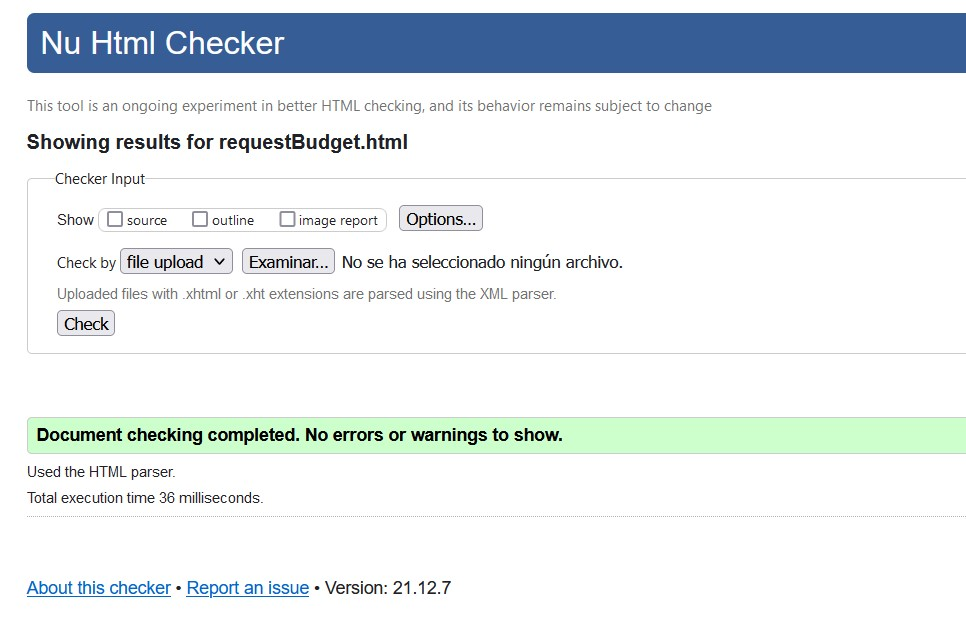 Nu Html Checker
This tool is an ongoing experiment in better HTML checking, and its behavior remains subject to change
Showing results for requestBudget.html
Checker Input
Show source outline image report Options...
Check by file upload Examinar... No se ha seleccionado ningún archivo.
Uploaded files with .xhtml or .xht extensions are parsed using the XML parser.
Check
Document checking completed. No errors or warnings to show.
Used the HTML parser.
Total execution time 36 milliseconds.
About this checker • Report an issue • Version: 21.12.7